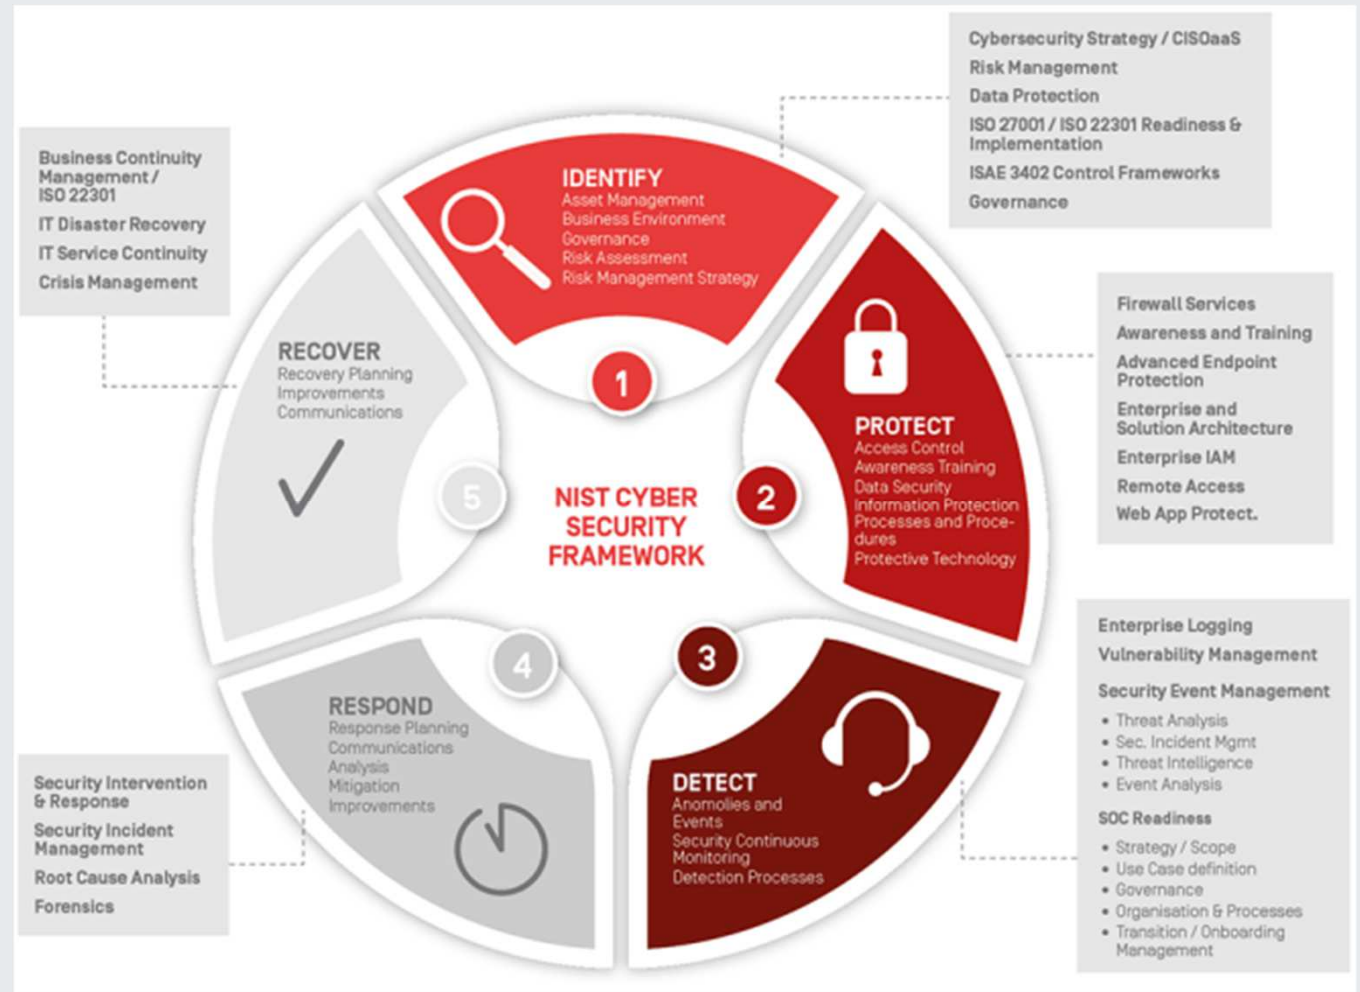 Cybersecurity Strategy / CISOaaS
Risk Management
Data Protection
ISO 27001 / ISO 22301 Readiness &
Implementation
ISAE 3402 Control Frameworks
Governance
Business Continuity
Management /
ISO 22301
IT Disaster Recovery
IT Service Continuity
Crisis Management
IDENTIFY
Asset Management
Business Environment
Governance
Risk Assessment
Risk Management Strategy
1
Firewall Services
Awareness and Training
Advanced Endpoint
Protection
Enterprise and
Solution Architecture
Enterprise IAM
Remote Access
Web App Protect.
PROTECT
Access Control
Awareness Training
Data Security
Information Protection
Processes and Proce-
dures
Protective Technology
2
RECOVER
Recovery Planning
Improvements
Communications
5
NIST CYBER
SECURITY
FRAMEWORK
3
DETECT
Anomolies and
Events
Security Continuous
Monitoring
Detection Processes
Enterprise Logging
Vulnerability Management
Security Event Management
• Threat Analysis
• Sec. Incident Mgmt
• Threat Intelligence
• Event Analysis
SOC Readiness
• Strategy / Scope
• Use Case definition
• Governance
• Organisation & Processes
• Transition / Onboarding
Management
4
RESPOND
Response Planning
Communications
Analysis
Mitigation
Improvements
Security Intervention
& Response
Security Incident
Management
Root Cause Analysis
Forensics